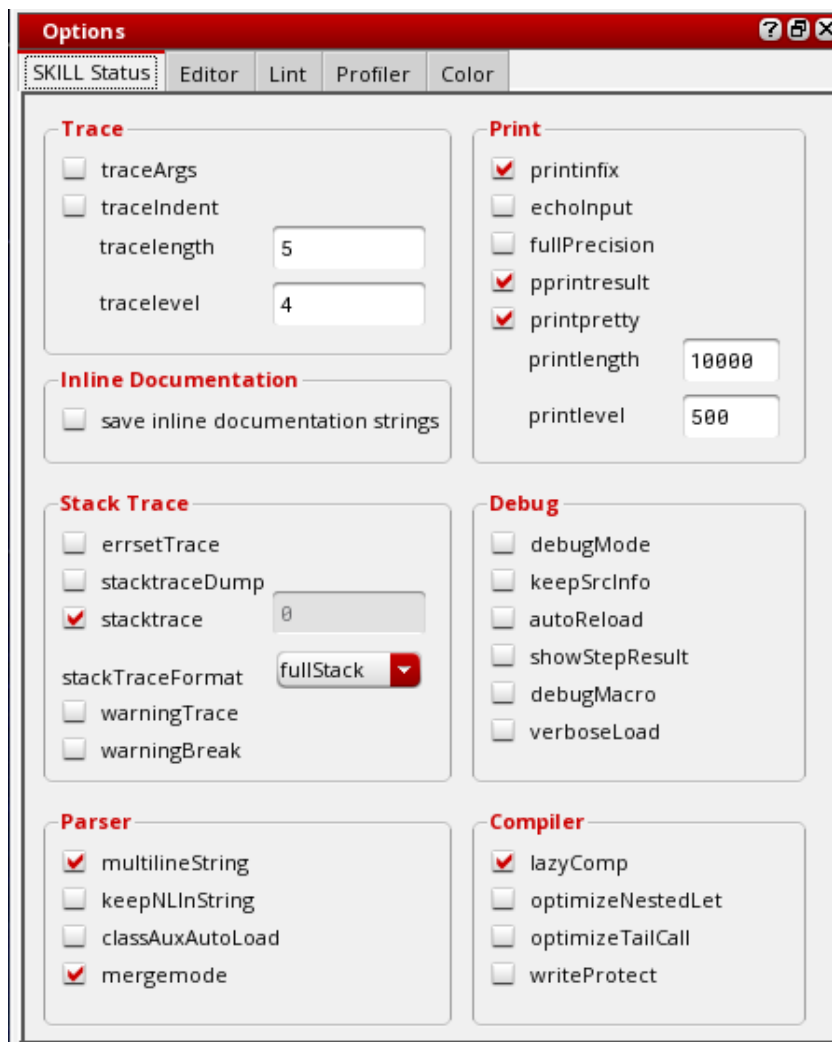 Options
SKILL Status
Editor
Lint
Profiler
Color
Trace
traceArgs
traceIndent
tracelength
5
tracelevel
4
Inline Documentation
save inline documentation strings
Print
printinfix
echoInput
fullPrecision
pprintresult
printpretty
printlength
10000
printlevel
500
Stack Trace
errsetTrace
stacktraceDump
stacktrace
0
stackTraceFormat
fullStack
warningTrace
warningBreak
Debug
debugMode
keepSrcInfo
autoReload
showStepResult
debugMacro
verboseLoad
Parser
multilineString
keepNLInString
classAuxAutoLoad
mergemode
Compiler
lazyComp
optimizeNestedLet
optimizeTailCall
writeProtect